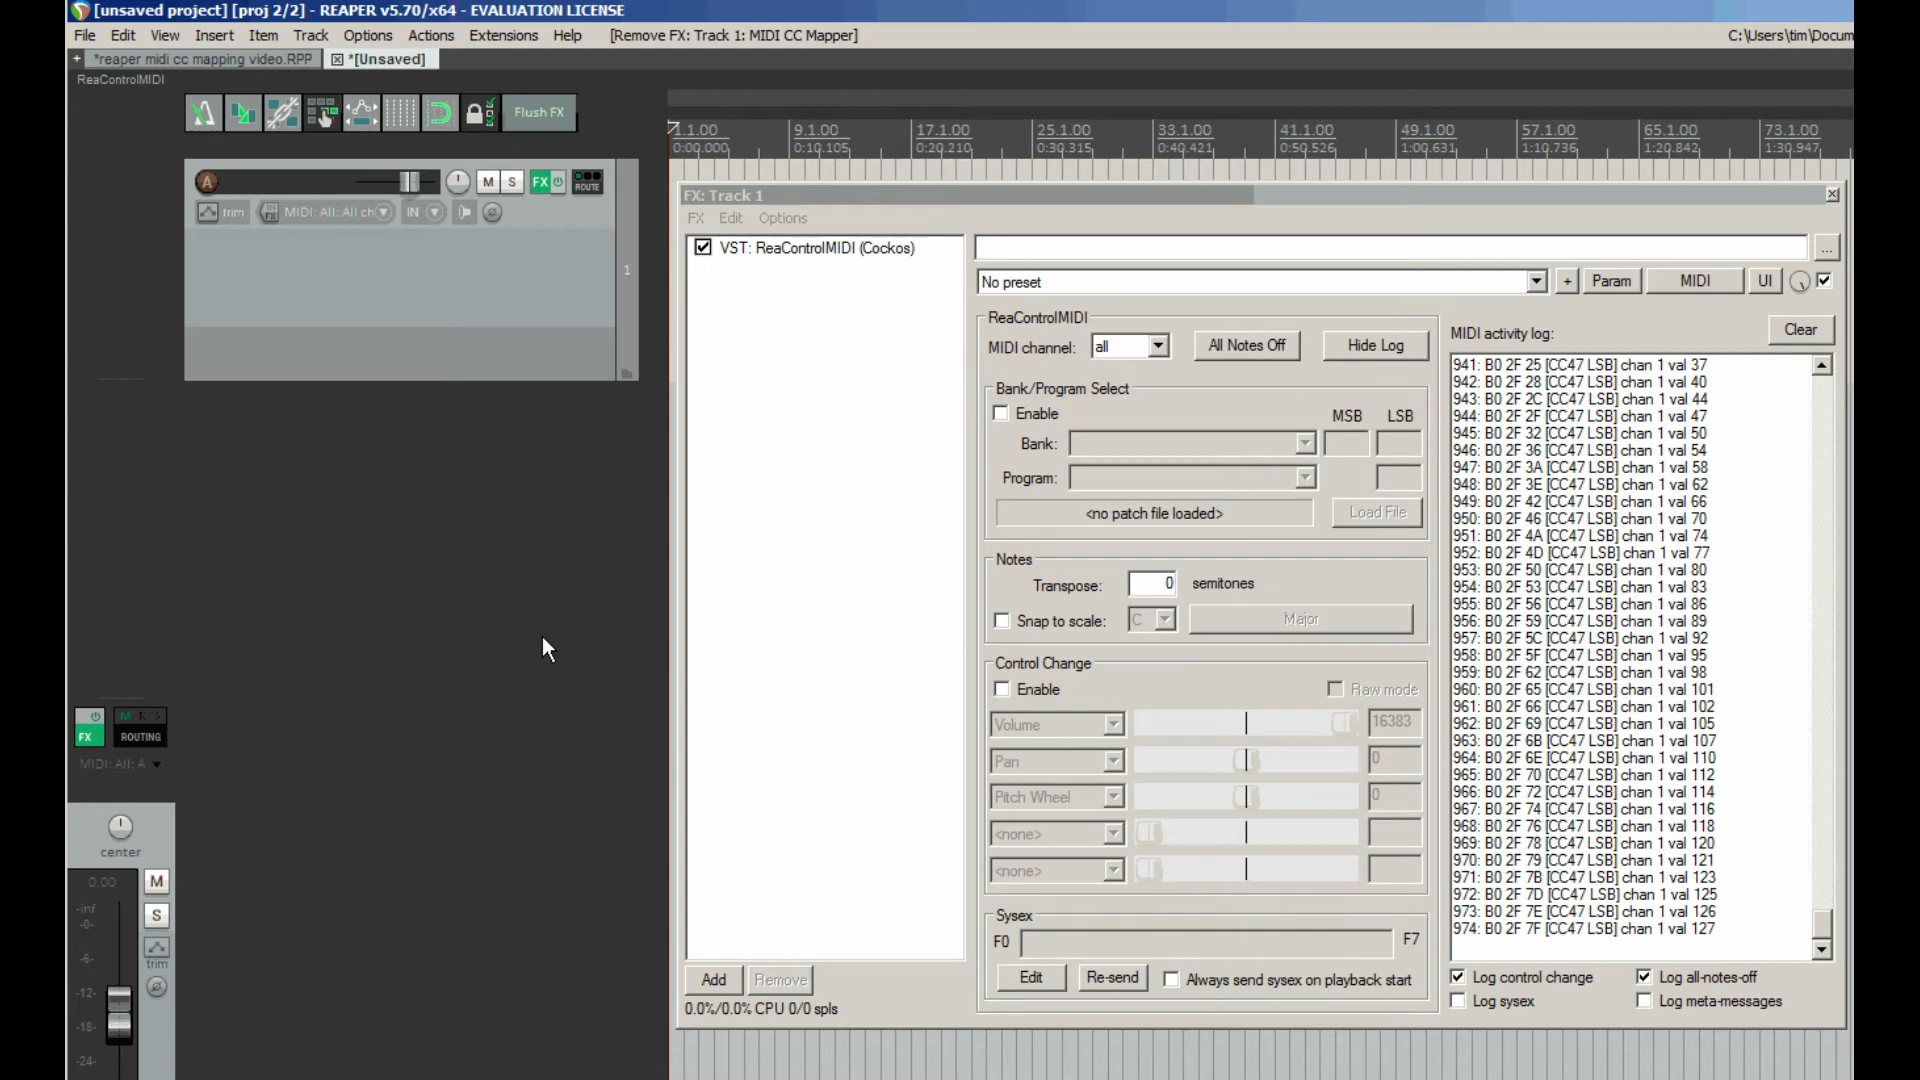 [unsaved project] [proj 2/2] - REAPER v5.70/x64 - EVALUATION LICENSE
File Edit View Insert Item Track Options Actions Extensions Help [Remove FX: Track 1: MIDI CC Mapper] C:\Users\tim\Docum
+ *reaper midi cc mapping video.RPP *[Unsaved]
ReaControlMIDI
Flush FX
1.1.00 9.1.00 17.1.00 25.1.00 33.1.00 41.1.00 49.1.00 57.1.00 65.1.00 73.1.00
0:00.000 0:10.105 0:20.210 0:30.315 0:40.421 0:50.526 1:00.631 1:10.736 1:20.842 1:30.947
A M S FX ROUTE
trim IN FX MIDI: All: All ch IN
1
FX: Track 1
FX Edit Options
VST: ReaControlMIDI (Cockos)
...
No preset + Param MIDI UI
ReaControlMIDI
MIDI channel: all All Notes Off Hide Log
Bank/Program Select
Enable MSB LSB
Bank:
Program:
<no patch file loaded> Load File
Notes
Transpose: 0 semitones
Snap to scale: C Major
Control Change
Enable Raw mode
Volume 16383
Pan 0
Pitch Wheel 0
<none>
<none>
Sysex
F0 F7
Edit Re-send Always send sysex on playback start
MIDI activity log: Clear
941: B0 2F 25 [CC47 LSB] chan 1 val 37
942: B0 2F 28 [CC47 LSB] chan 1 val 40
943: B0 2F 2C [CC47 LSB] chan 1 val 44
944: B0 2F 2F [CC47 LSB] chan 1 val 47
945: B0 2F 32 [CC47 LSB] chan 1 val 50
946: B0 2F 36 [CC47 LSB] chan 1 val 54
947: B0 2F 3A [CC47 LSB] chan 1 val 58
948: B0 2F 3E [CC47 LSB] chan 1 val 62
949: B0 2F 42 [CC47 LSB] chan 1 val 66
950: B0 2F 46 [CC47 LSB] chan 1 val 70
951: B0 2F 4A [CC47 LSB] chan 1 val 74
952: B0 2F 4D [CC47 LSB] chan 1 val 77
953: B0 2F 50 [CC47 LSB] chan 1 val 80
954: B0 2F 53 [CC47 LSB] chan 1 val 83
955: B0 2F 56 [CC47 LSB] chan 1 val 86
956: B0 2F 59 [CC47 LSB] chan 1 val 89
957: B0 2F 5C [CC47 LSB] chan 1 val 92
958: B0 2F 5F [CC47 LSB] chan 1 val 95
959: B0 2F 62 [CC47 LSB] chan 1 val 98
960: B0 2F 65 [CC47 LSB] chan 1 val 101
961: B0 2F 66 [CC47 LSB] chan 1 val 102
962: B0 2F 69 [CC47 LSB] chan 1 val 105
963: B0 2F 6B [CC47 LSB] chan 1 val 107
964: B0 2F 6E [CC47 LSB] chan 1 val 110
965: B0 2F 70 [CC47 LSB] chan 1 val 112
966: B0 2F 72 [CC47 LSB] chan 1 val 114
967: B0 2F 74 [CC47 LSB] chan 1 val 116
968: B0 2F 76 [CC47 LSB] chan 1 val 118
969: B0 2F 78 [CC47 LSB] chan 1 val 120
970: B0 2F 79 [CC47 LSB] chan 1 val 121
971: B0 2F 7B [CC47 LSB] chan 1 val 123
972: B0 2F 7D [CC47 LSB] chan 1 val 125
973: B0 2F 7E [CC47 LSB] chan 1 val 126
974: B0 2F 7F [CC47 LSB] chan 1 val 127
Log control change Log all-notes-off
Log sysex Log meta-messages
Add Remove
0.0%/0.0% CPU 0/0 spls
FX M R S ROUTING
MIDI: All: A
center
0.00 M
-inf S
-0-
-6- trim
-12-
-18-
-24-